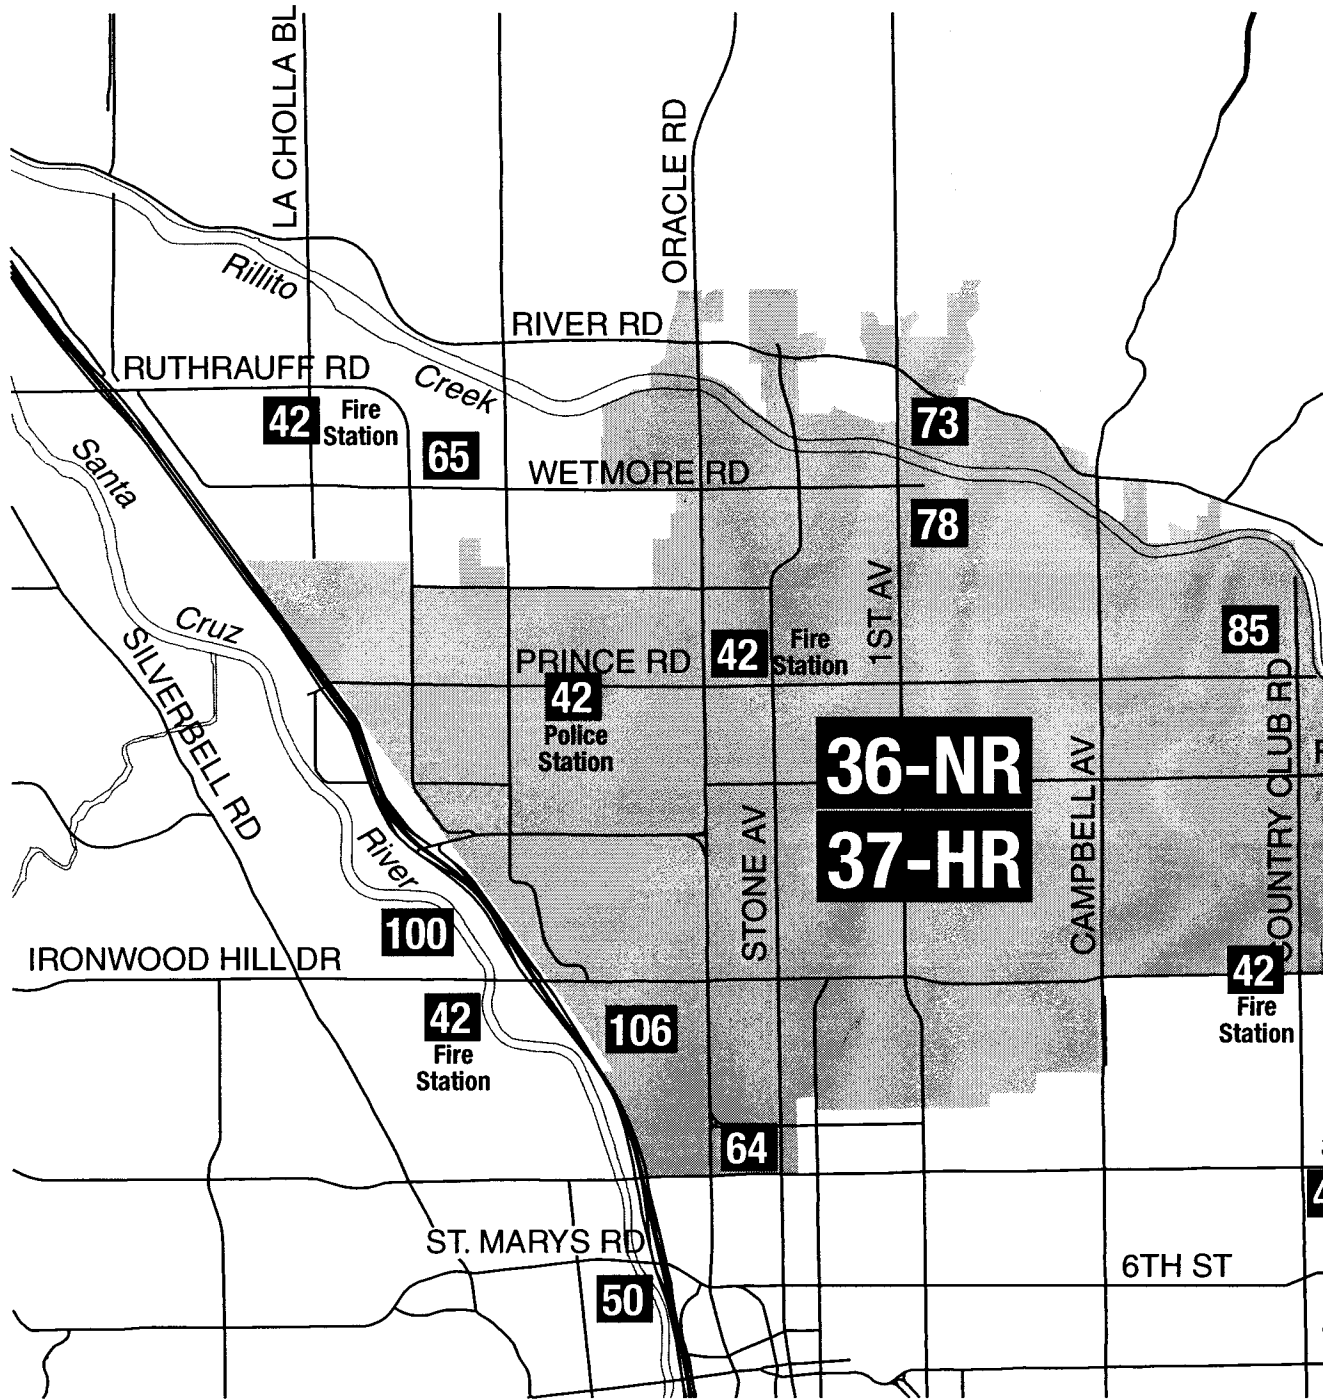 LA CHOLLA BL
ORACLE RD
Rillito
RIVER RD
RUTHRAUFF RD
Creek
42
Fire
Station
73
65
Santa
WETMORE RD
78
1ST AV
Cruz
85
SILVERBELL RD
PRINCE RD
42
Fire
Station
42
Police
Station
COUNTRY CLUB RD
36-NR
37-HR
CAMPBELL AV
STONE AV
River
100
IRONWOOD HILL DR
42
Fire
Station
42
Fire
Station
106
64
ST. MARYS RD
6TH ST
50